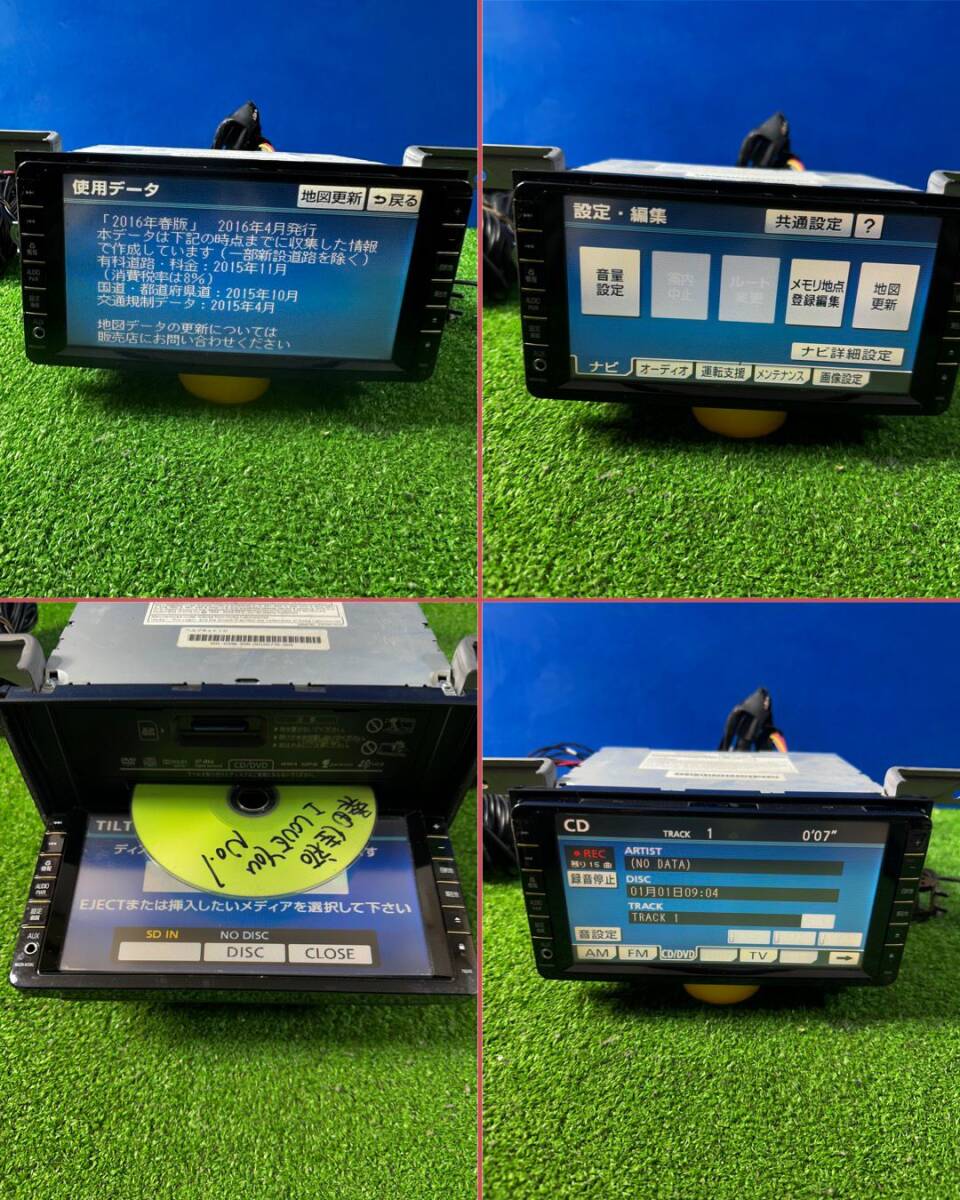 使用データ
地図更新
戻る
「2016年春版」 2016年4月発行
本データは下記の時点までに収集した情報
で作成しています(一部新設道路を除く)
有料道路・料金:2015年11月
(消費税率は8%)
国道・都道府県道:2015年10月
交通規制データ:2015年4月
地図データの更新については
販売店にお問い合わせください
設定・編集
共通設定
?
音量
設定
案内
中止
ルート
変更
メモリ地点
登録編集
地図
更新
ナビ詳細設定
ナビ
オーディオ
運転支援
メンテナンス
画像設定
CD/DVD
I LOVE YOU
No!
TILT
EJECTまたは挿入したいメディアを選択して下さい
SD IN
NO DISC
DISC
CLOSE
AUDIO
AUX
CD
TRACK 1
0'07"
REC
残り15曲
録音停止
ARTIST
(NO DATA)
DISC
01月01日09:04
TRACK
TRACK 1
音設定
AM
FM
CD/DVD
TV